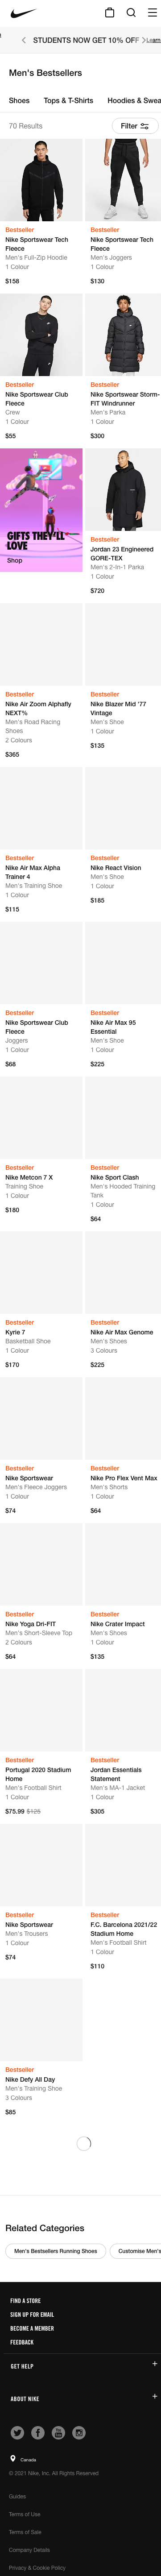 STUDENTS NOW GET 10% OFF
Learn
Men's Bestsellers
Shoes Tops & T-Shirts Hoodies & Swea
70 Results
Filter
Bestseller
Nike Sportswear Tech
Fleece
Men's Full-Zip Hoodie
1 Colour
$158
Bestseller
Nike Sportswear Tech
Fleece
Men's Joggers
1 Colour
$130
Bestseller
Nike Sportswear Club
Fleece
Crew
1 Colour
$55
Bestseller
Nike Sportswear Storm-
FIT Windrunner
Men's Parka
1 Colour
$300
GIFTS THEY'LL
LOVE
Shop
Bestseller
Jordan 23 Engineered
GORE-TEX
Men's 2-In-1 Parka
1 Colour
$720
Bestseller
Nike Air Zoom Alphafly
NEXT%
Men's Road Racing
Shoes
2 Colours
$365
Bestseller
Nike Blazer Mid '77
Vintage
Men's Shoe
1 Colour
$135
Bestseller
Nike Air Max Alpha
Trainer 4
Men's Training Shoe
1 Colour
$115
Bestseller
Nike React Vision
Men's Shoe
1 Colour
$185
Bestseller
Nike Sportswear Club
Fleece
Joggers
1 Colour
$68
Bestseller
Nike Air Max 95
Essential
Men's Shoe
1 Colour
$225
Bestseller
Nike Metcon 7 X
Training Shoe
1 Colour
$180
Bestseller
Nike Sport Clash
Men's Hooded Training
Tank
1 Colour
$64
Bestseller
Kyrie 7
Basketball Shoe
1 Colour
$170
Bestseller
Nike Air Max Genome
Men's Shoes
3 Colours
$225
Bestseller
Nike Sportswear
Men's Fleece Joggers
1 Colour
$74
Bestseller
Nike Pro Flex Vent Max
Men's Shorts
1 Colour
$64
Bestseller
Nike Yoga Dri-FIT
Men's Short-Sleeve Top
2 Colours
$64
Bestseller
Nike Crater Impact
Men's Shoes
1 Colour
$135
Bestseller
Portugal 2020 Stadium
Home
Men's Football Shirt
1 Colour
$75.99 $125
Bestseller
Jordan Essentials
Statement
Men's MA-1 Jacket
1 Colour
$305
Bestseller
Nike Sportswear
Men's Trousers
1 Colour
$74
Bestseller
F.C. Barcelona 2021/22
Stadium Home
Men's Football Shirt
1 Colour
$110
Bestseller
Nike Defy All Day
Men's Training Shoe
3 Colours
$85
Related Categories
Men's Bestsellers Running Shoes
Customise Men's
FIND A STORE
SIGN UP FOR EMAIL
BECOME A MEMBER
FEEDBACK
GET HELP
ABOUT NIKE
Canada
© 2021 Nike, Inc. All Rights Reserved
Guides
Terms of Use
Terms of Sale
Company Details
Privacy & Cookie Policy